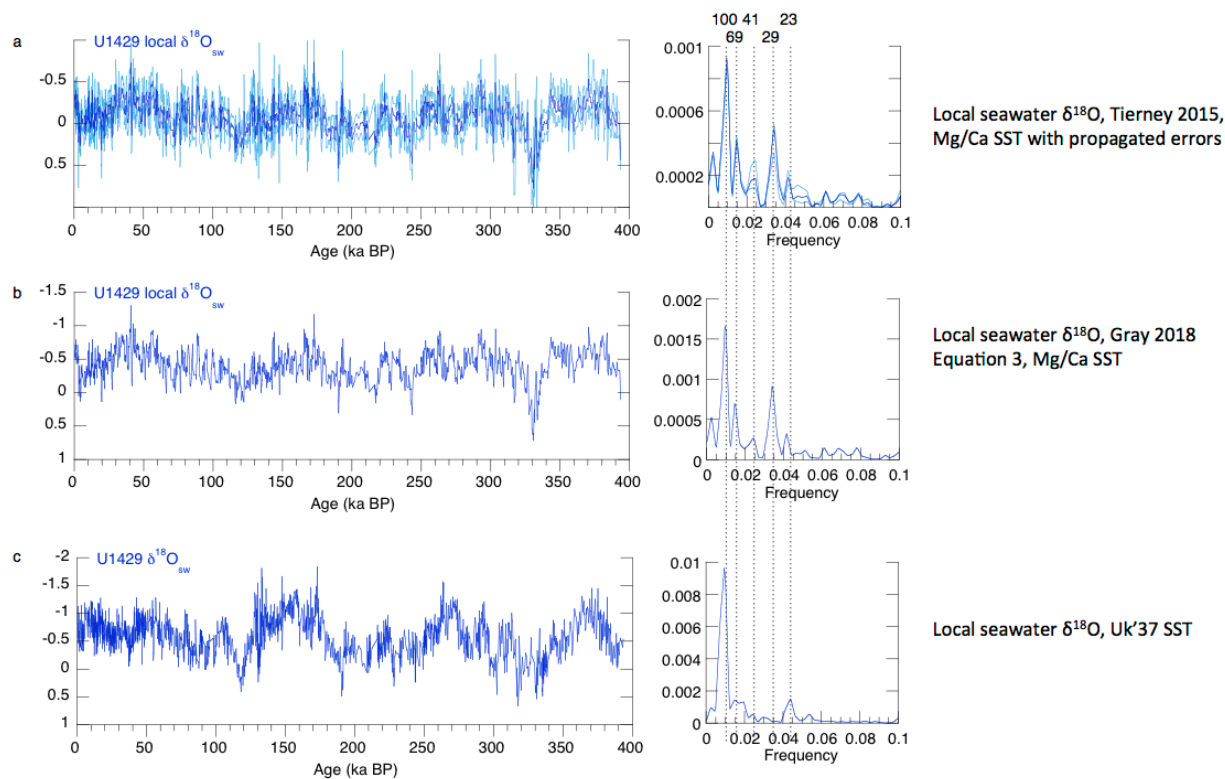 100 41 23
69 29
a
U1429 local δ18Osw
-0.5
0
0.5
0 50 100 150 200 250 300 350 400
Age (ka BP)
0.001
0.0006
0.0002
0 0.02 0.04 0.06 0.08 0.1
Frequency
Local seawater δ18O, Tierney 2015,
Mg/Ca SST with propagated errors
b
U1429 local δ18Osw
-1.5
-1
-0.5
0
0.5
1
0 50 100 150 200 250 300 350 400
Age (ka BP)
0.002
0.0015
0.001
0.0005
0
0 0.02 0.04 0.06 0.08 0.1
Frequency
Local seawater δ18O, Gray 2018
Equation 3, Mg/Ca SST
c
U1429 δ18Osw
-2
-1.5
-1
-0.5
0
0.5
1
0 50 100 150 200 250 300 350 400
Age (ka BP)
0.01
0.008
0.006
0.004
0.002
0
0 0.02 0.04 0.06 0.08 0.1
Frequency
Local seawater δ18O, Uk’37 SST